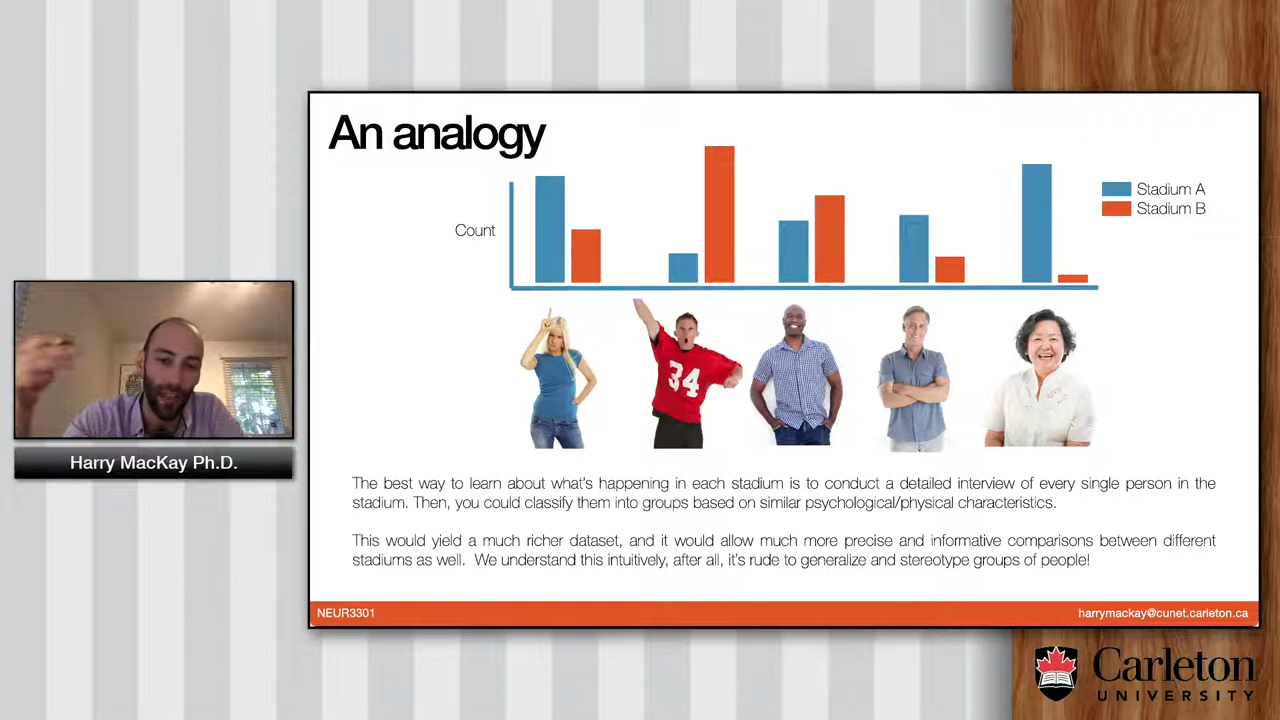 An analogy
Count
Stadium A
Stadium B
34
The best way to learn about what's happening in each stadium is to conduct a detailed interview of every single person in the
stadium. Then, you could classify them into groups based on similar psychological/physical characteristics.
This would yield a much richer dataset, and it would allow much more precise and informative comparisons between different
stadiums as well. We understand this intuitively, after all, it's rude to generalize and stereotype groups of people!
NEUR3301
harrymackay@cunet.carleton.ca
Harry MacKay Ph.D.
Carleton
UNIVERSITY